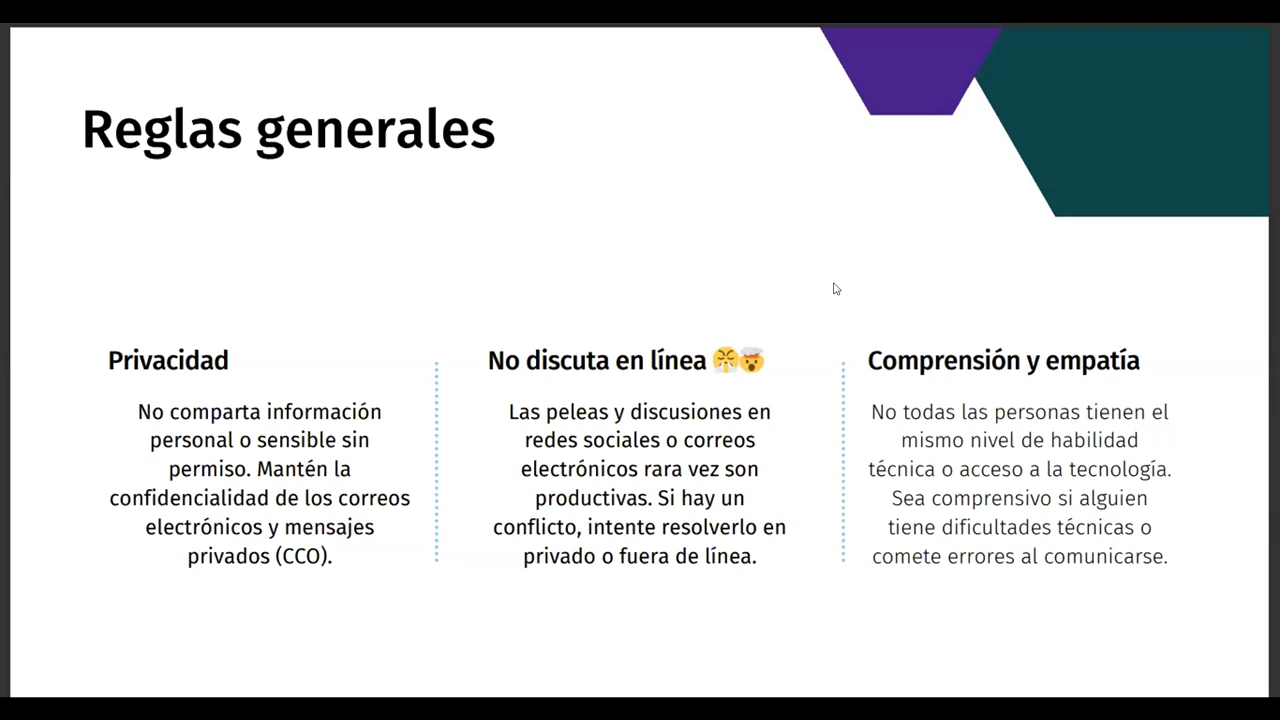 Reglas generales
Privacidad
No comparta información
personal o sensible sin
permiso. Mantén la
confidencialidad de los correos
electrónicos y mensajes
privados (CCO).
No discuta en línea 😤🤯
Las peleas y discusiones en
redes sociales o correos
electrónicos rara vez son
productivas. Si hay un
conflicto, intente resolverlo en
privado o fuera de línea.
Comprensión y empatía
No todas las personas tienen el
mismo nivel de habilidad
técnica o acceso a la tecnología.
Sea comprensivo si alguien
tiene dificultades técnicas o
comete errores al comunicarse.